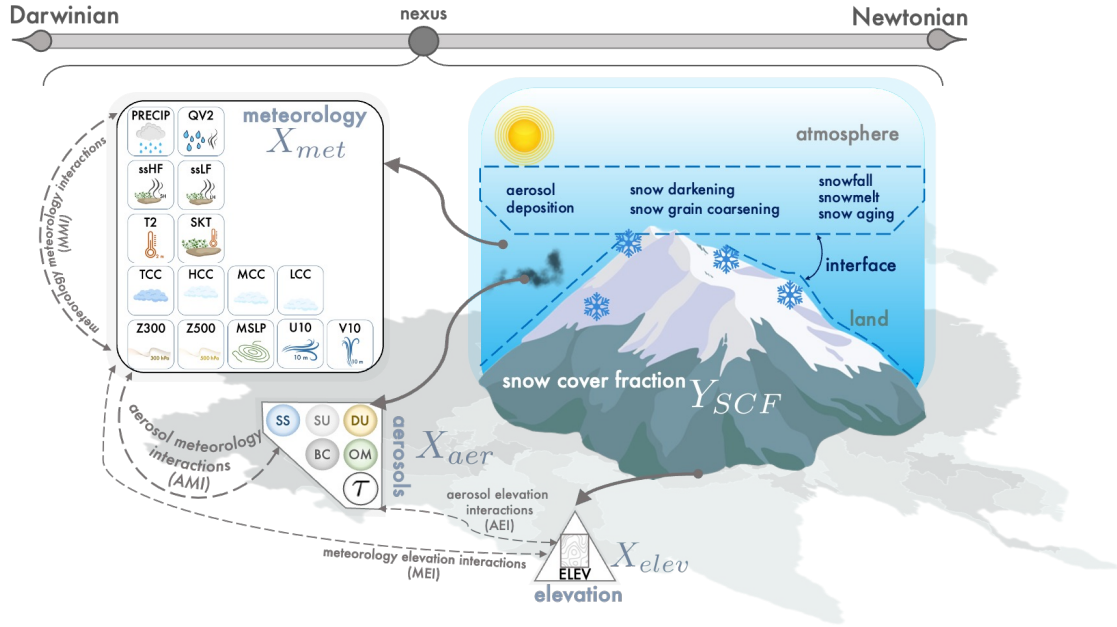 Darwinian
nexus
Newtonian
meteorology
X_met
PRECIP
QV2
ssHF
SH
ssLF
LH
T2
2 m
SKT
TCC
HCC
MCC
LCC
Z300
300 hPa
Z500
500 hPa
MSLP
U10
10 m
V10
10 m
meteorology meteorology interactions
(MMI)
atmosphere
aerosol
deposition
snow darkening
snow grain coarsening
snowfall
snowmelt
snow aging
interface
land
snow cover fraction
Y_SCF
aerosol meteorology
interactions
(AMI)
SS
SU
DU
BC
OM
τ
aerosols
X_aer
aerosol elevation
interactions
(AEI)
meteorology elevation interactions
(MEI)
ELEV
X_elev
elevation